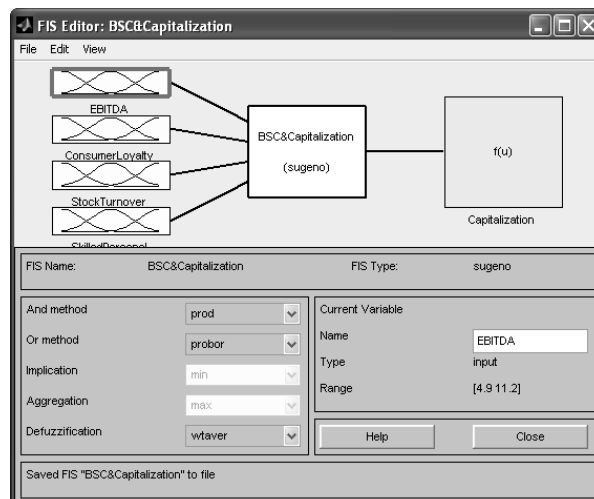 FIS Editor: BSC&Capitalization
File Edit View
EBITDA
ConsumerLoyalty
StockTurnover
SkilledPersonal
BSC&Capitalization
(sugeno)
f(u)
Capitalization
FIS Name: BSC&Capitalization FIS Type: sugeno
And method prod
Or method probor
Implication min
Aggregation max
Defuzzification wtaver
Current Variable
Name EBITDA
Type input
Range [4.9 11.2]
Help Close
Saved FIS "BSC&Capitalization" to file